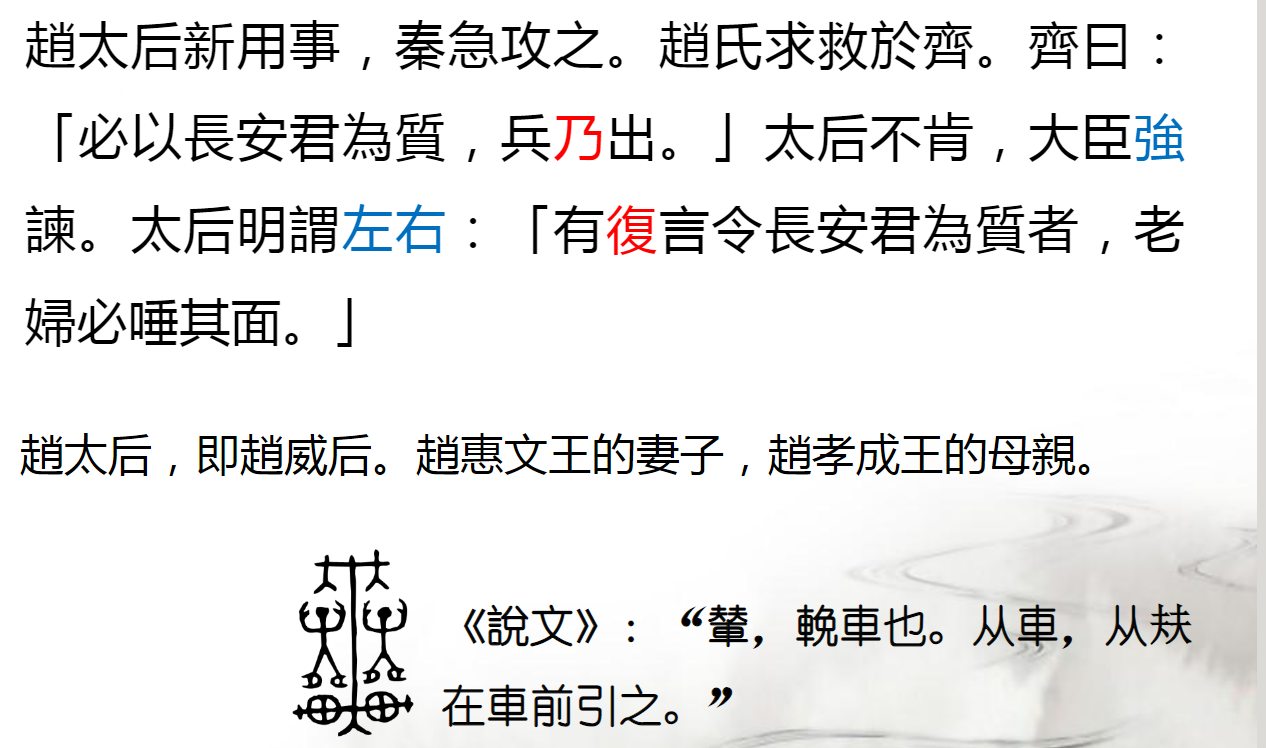 趙太后新用事，秦急攻之。趙氏求救於齊。齊曰：
「必以長安君為質，兵乃出。」太后不肯，大臣強
諫。太后明謂左右：「有復言令長安君為質者，老
婦必唾其面。」
趙太后，即趙威后。趙惠文王的妻子，趙孝成王的母親。
《說文》：“輦，輓車也。从車，从㚘
在車前引之。”